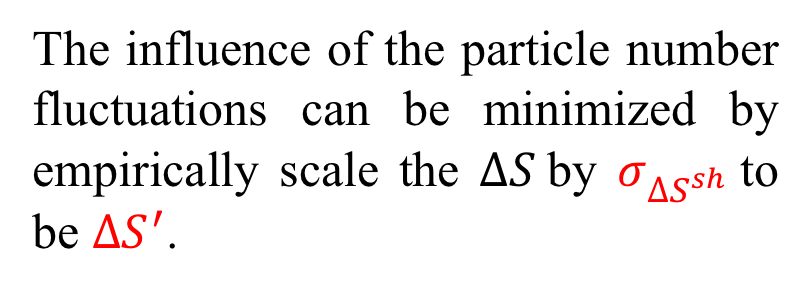 The influence of the particle number
fluctuations can be minimized by
empirically scale the ΔS by σ_{ΔS^{sh}} to
be ΔS′.